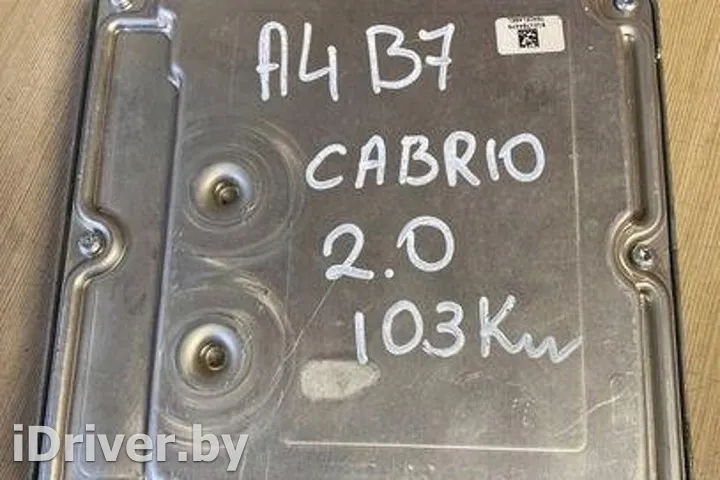 A4 B7
CABRIO
2.0
103Kw
iDriver.by